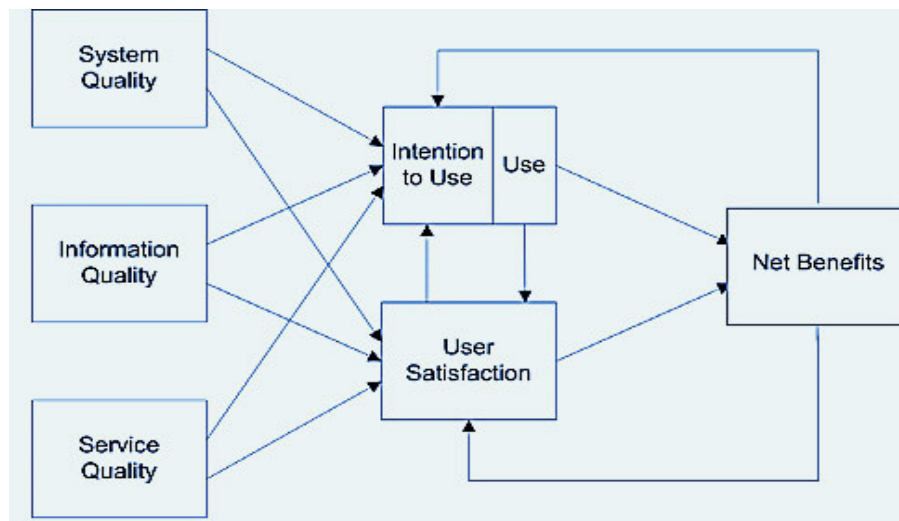 System
Quality
Intention
to Use
Use
Information
Quality
Net Benefits
User
Satisfaction
Service
Quality